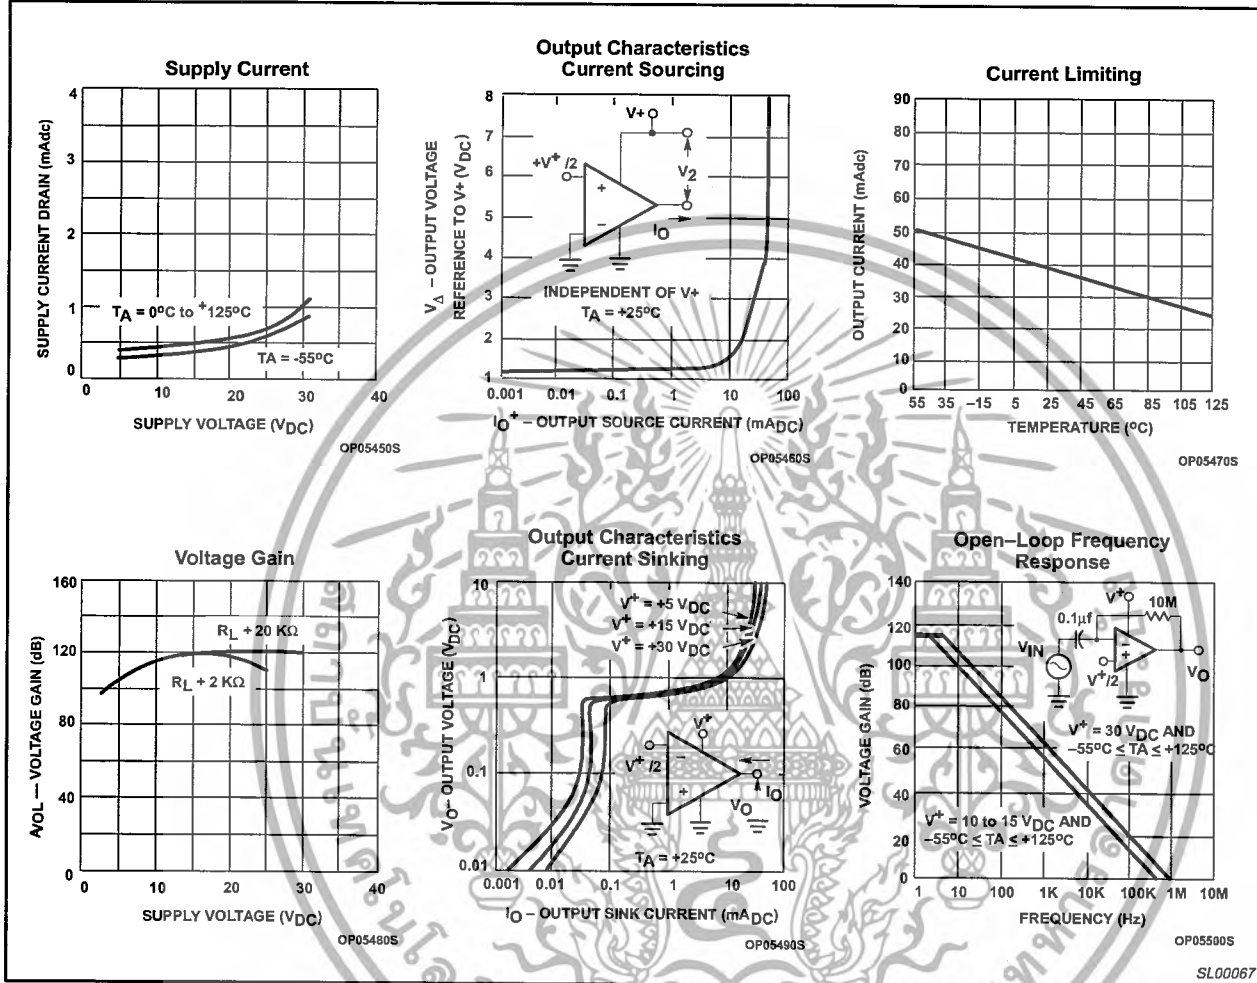 Supply Current
SUPPLY CURRENT DRAIN (mAdc)
4
3
2
1
0
TA = 0°C to +125°C
TA = -55°C
0 10 20 30 40
SUPPLY VOLTAGE (VDC)
OP05450S
Output Characteristics
Current Sourcing
VΔ – OUTPUT VOLTAGE
REFERENCE TO V+ (VDC)
8
7
6
5
4
3
2
1
V+
+V+/2
+
–
V2
IO
INDEPENDENT OF V+
TA = +25°C
0.001 0.01 0.1 1 10 100
IO+ – OUTPUT SOURCE CURRENT (mADC)
OP05460S
Current Limiting
OUTPUT CURRENT (mAdc)
90
80
70
60
50
40
30
20
10
0
55 35 –15 5 25 45 65 85 105 125
TEMPERATURE (°C)
OP05470S
Voltage Gain
AVOL — VOLTAGE GAIN (dB)
160
120
80
40
0
RL + 20 KΩ
RL + 2 KΩ
0 10 20 30 40
SUPPLY VOLTAGE (VDC)
OP05480S
Output Characteristics
Current Sinking
VO– OUTPUT VOLTAGE (VDC)
10
1
0.1
0.01
V+ = +5 VDC
V+ = +15 VDC
V+ = +30 VDC
V+
V+/2
–
+
IO
VO
TA = +25°C
0.001 0.01 0.1 1 10 100
IO – OUTPUT SINK CURRENT (mADC)
OP05490S
Open–Loop Frequency
Response
VOLTAGE GAIN (dB)
140
120
100
80
60
40
20
0
V+
10M
0.1µf
VIN
–
+
V+/2
VO
V+ = 30 VDC AND
–55°C ≤ TA ≤ +125°C
V+ = 10 to 15 VDC AND
–55°C ≤ TA ≤ +125°C
1 10 100 1K 10K 100K 1M 10M
FREQUENCY (Hz)
OP05500S
SL00067